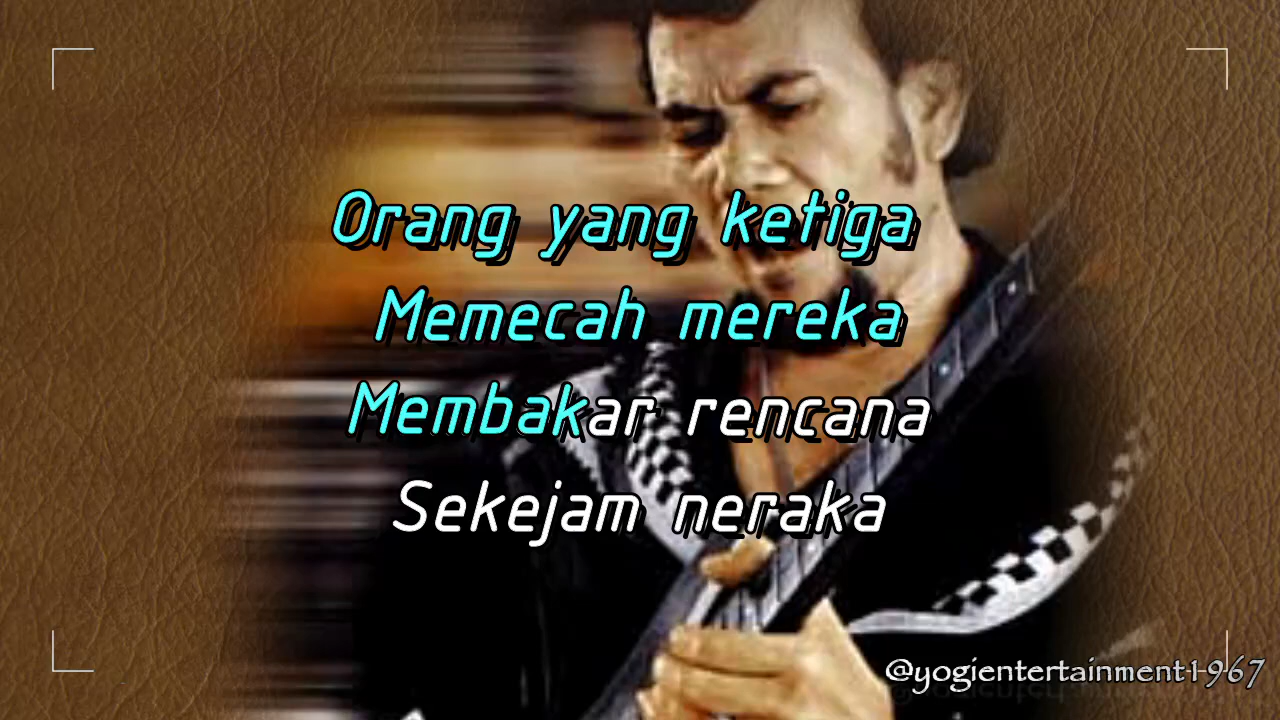 Orang yang ketiga
Memecah mereka
Membakar rencana
Sekejam neraka
@yogientertainment1967